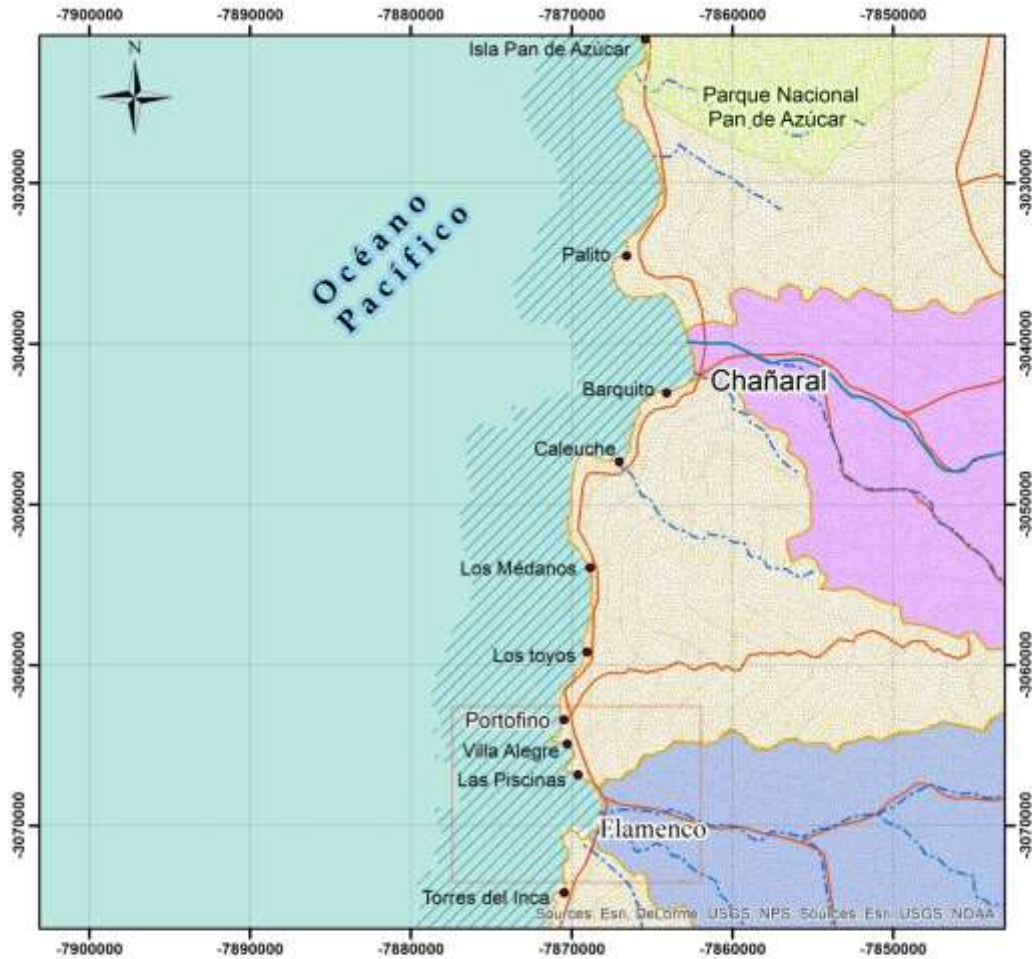 -7900000 -7890000 -7880000 -7870000 -7860000 -7850000
N
Isla Pan de Azúcar
Parque Nacional
Pan de Azúcar
-3030000 -3030000
Océano
Pacífico
Palito
-3040000 -3040000
Chañaral
Barquito
Caleuche
-3050000 -3050000
Los Médanos
Los toyos
-3060000 -3060000
Portofino
Villa Alegre
Las Piscinas
-3070000 -3070000
Flamenco
Torres del Inca
Sources: Esri, DeLorme, USGS, NPS, Sources: Esri, USGS, NOAA
-7900000 -7890000 -7880000 -7870000 -7860000 -7850000